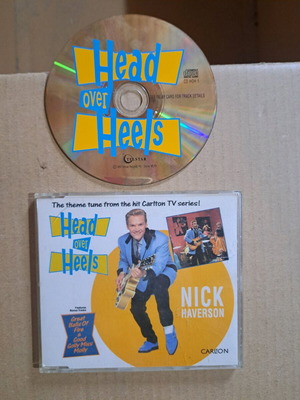 Head
over
Heels
TELSTAR
The theme tune from the hit Carlton TV series!
Head
over
Heels
NICK
HAVERSON
Great
Balls Of
Fire
Good
Golly Miss
Molly
CARLTON